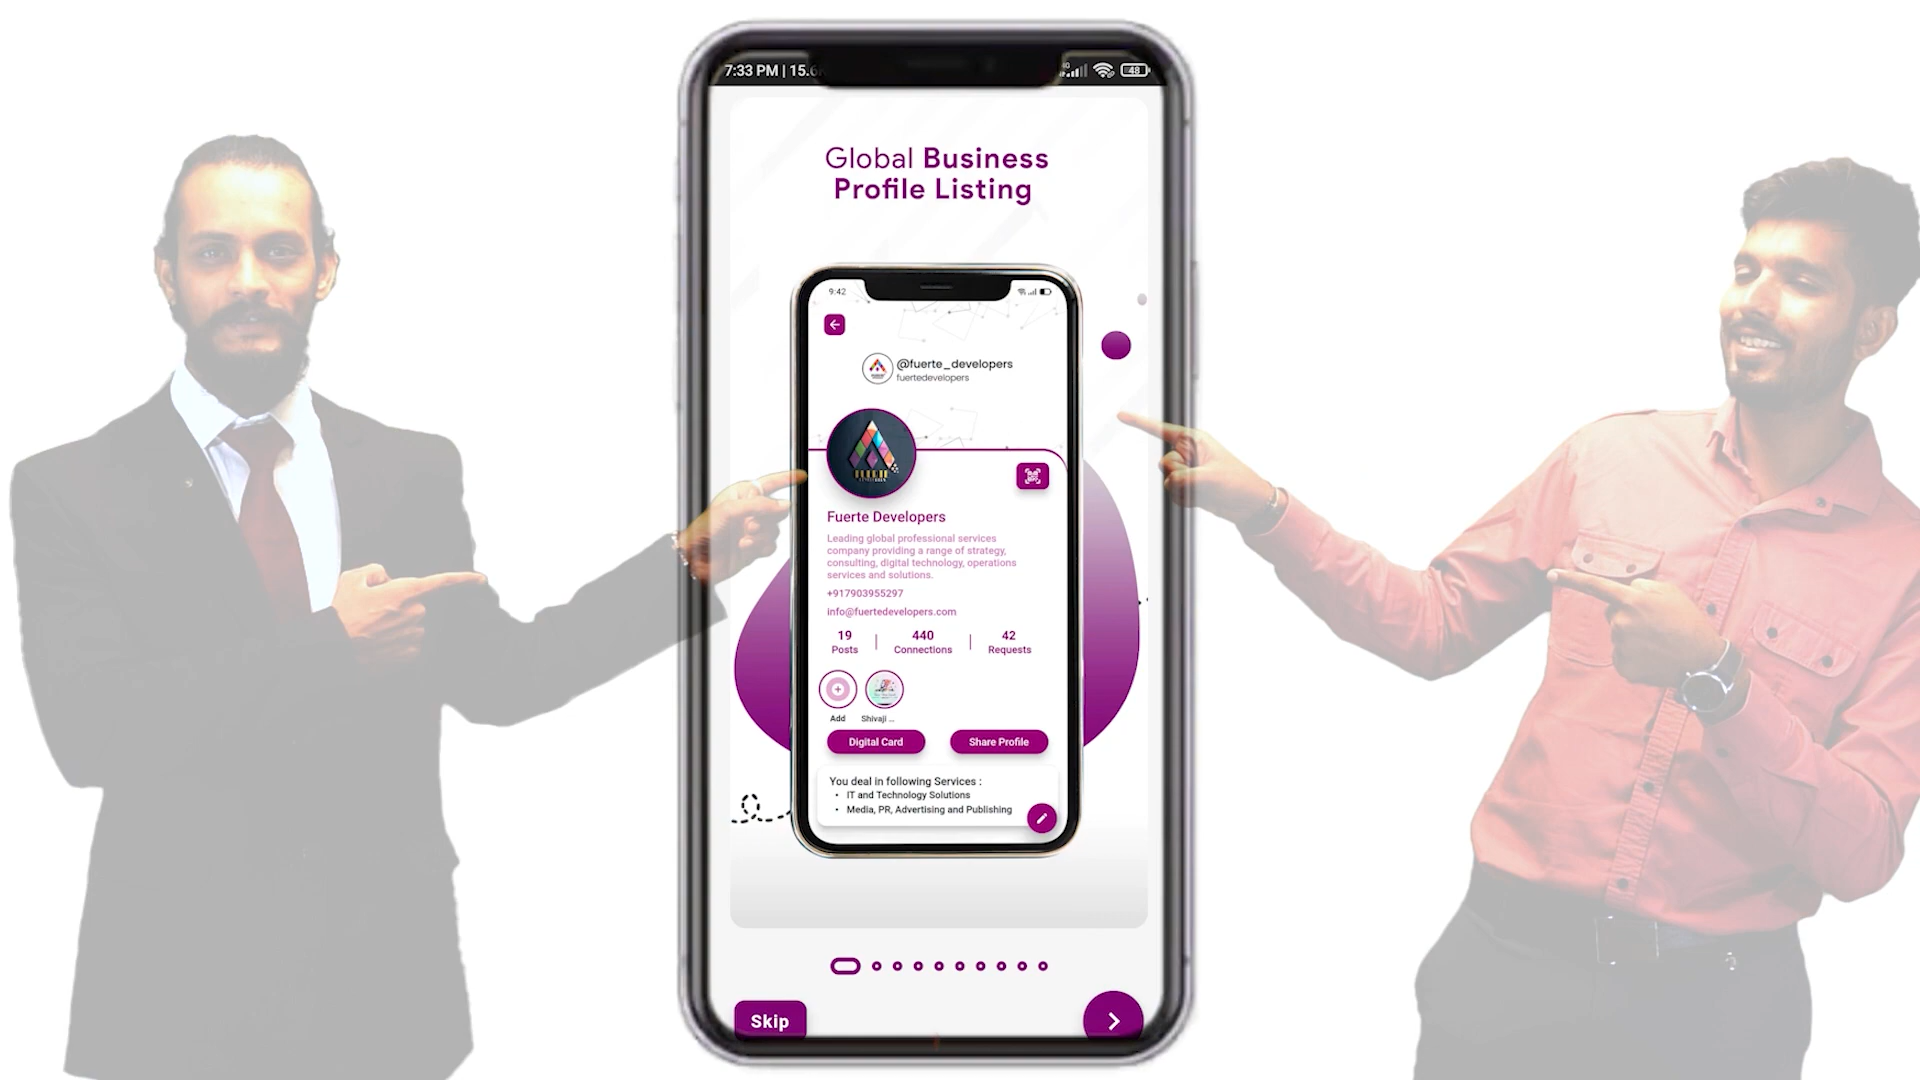 7:33 PM | 15.6
4G
48
Global Business
Profile Listing
9:42
@fuerte_developers
fuertedevelopers
Fuerte Developers
Leading global professional services
company providing a range of strategy,
consulting, digital technology, operations
services and solutions.
+917903955297
info@fuertedevelopers.com
19 440 42
Posts Connections Requests
Add Shivaji ...
Digital Card Share Profile
You deal in following Services :
• IT and Technology Solutions
• Media, PR, Advertising and Publishing
Skip